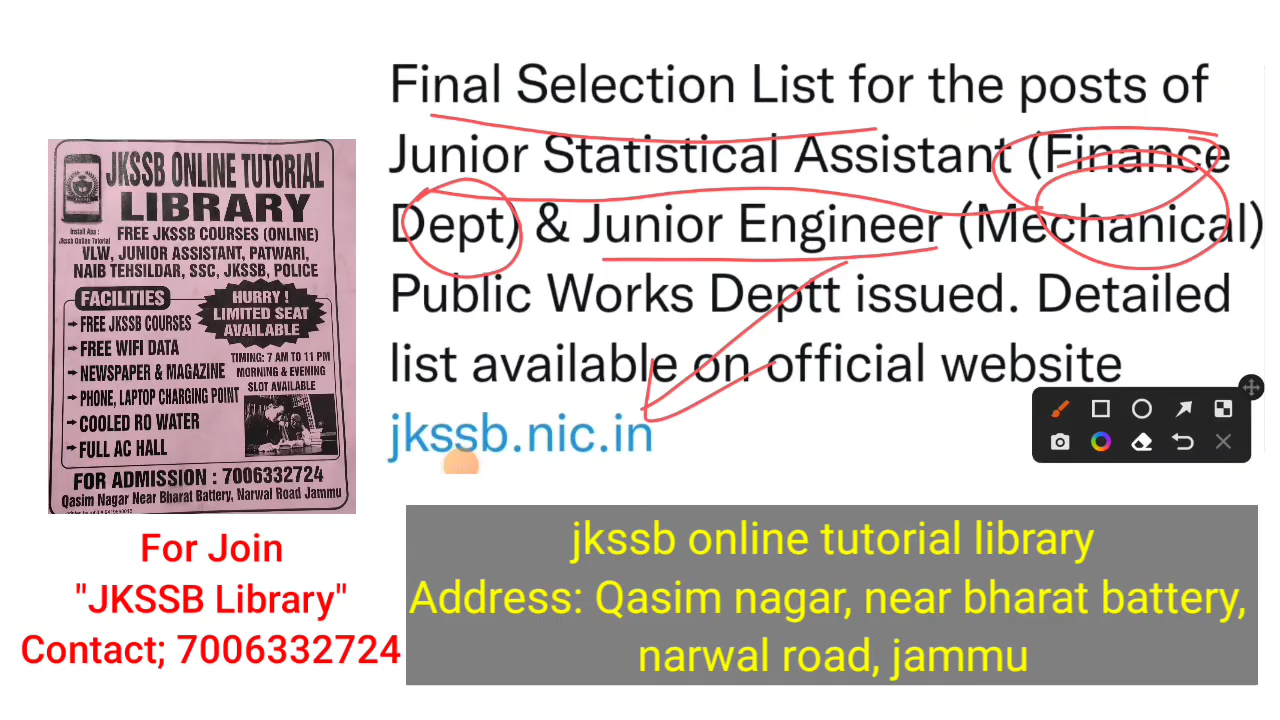 JKSSB ONLINE TUTORIAL
LIBRARY
Install App :
Jkssb Online Tutorial
FREE JKSSB COURSES (ONLINE)
VLW, JUNIOR ASSISTANT, PATWARI,
NAIB TEHSILDAR, SSC, JKSSB, POLICE
FACILITIES
FREE JKSSB COURSES
FREE WIFI DATA
NEWSPAPER & MAGAZINE
PHONE, LAPTOP CHARGING POINT
COOLED RO WATER
FULL AC HALL
HURRY !
LIMITED SEAT
AVAILABLE
TIMING: 7 AM TO 11 PM
MORNING & EVENING
SLOT AVAILABLE
FOR ADMISSION : 7006332724
Qasim Nagar Near Bharat Battery, Narwal Road Jammu
For Join
"JKSSB Library"
Contact; 7006332724
Final Selection List for the posts of
Junior Statistical Assistant (Finance
Dept) & Junior Engineer (Mechanical)
Public Works Deptt issued. Detailed
list available on official website
jkssb.nic.in
jkssb online tutorial library
Address: Qasim nagar, near bharat battery,
narwal road, jammu